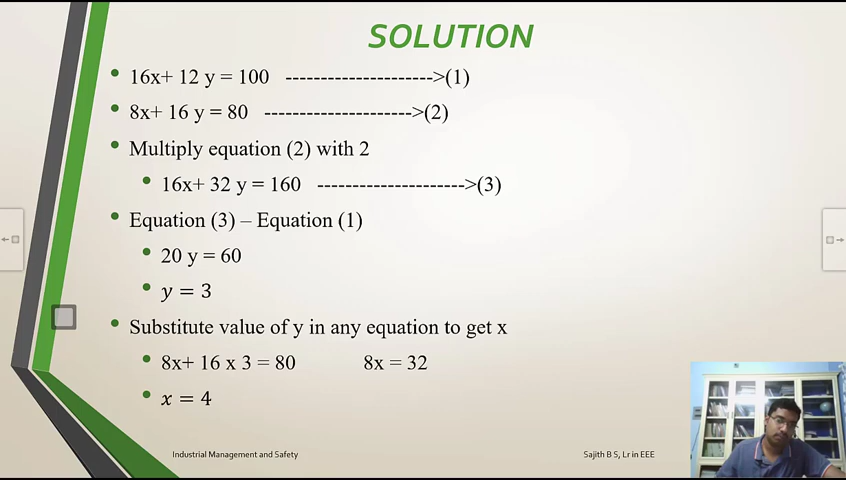 SOLUTION
16x+ 12 y = 100 --------------------->(1)
8x+ 16 y = 80 --------------------->(2)
Multiply equation (2) with 2
16x+ 32 y = 160 --------------------->(3)
Equation (3) – Equation (1)
20 y = 60
y = 3
Substitute value of y in any equation to get x
8x+ 16 x 3 = 80 8x = 32
x = 4
Industrial Management and Safety
Sajith B S, Lr in EEE